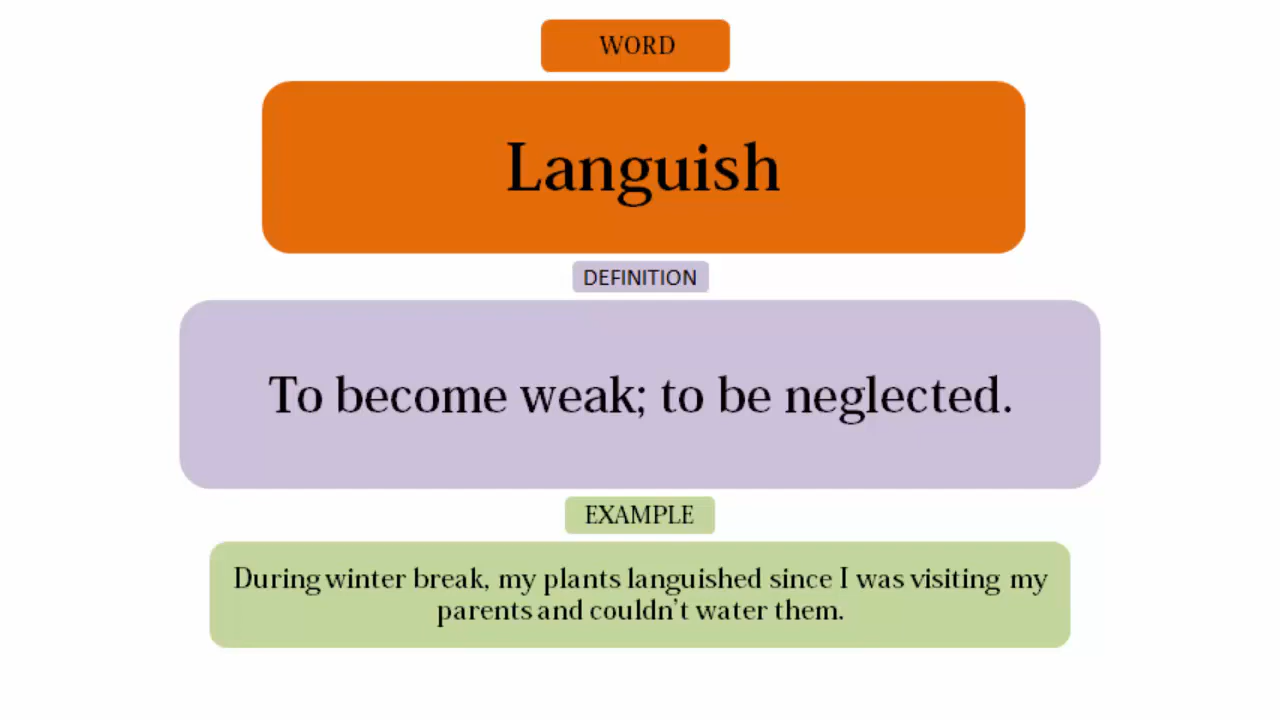 WORD
Languish
DEFINITION
To become weak; to be neglected.
EXAMPLE
During winter break, my plants languished since I was visiting my
parents and couldn't water them.